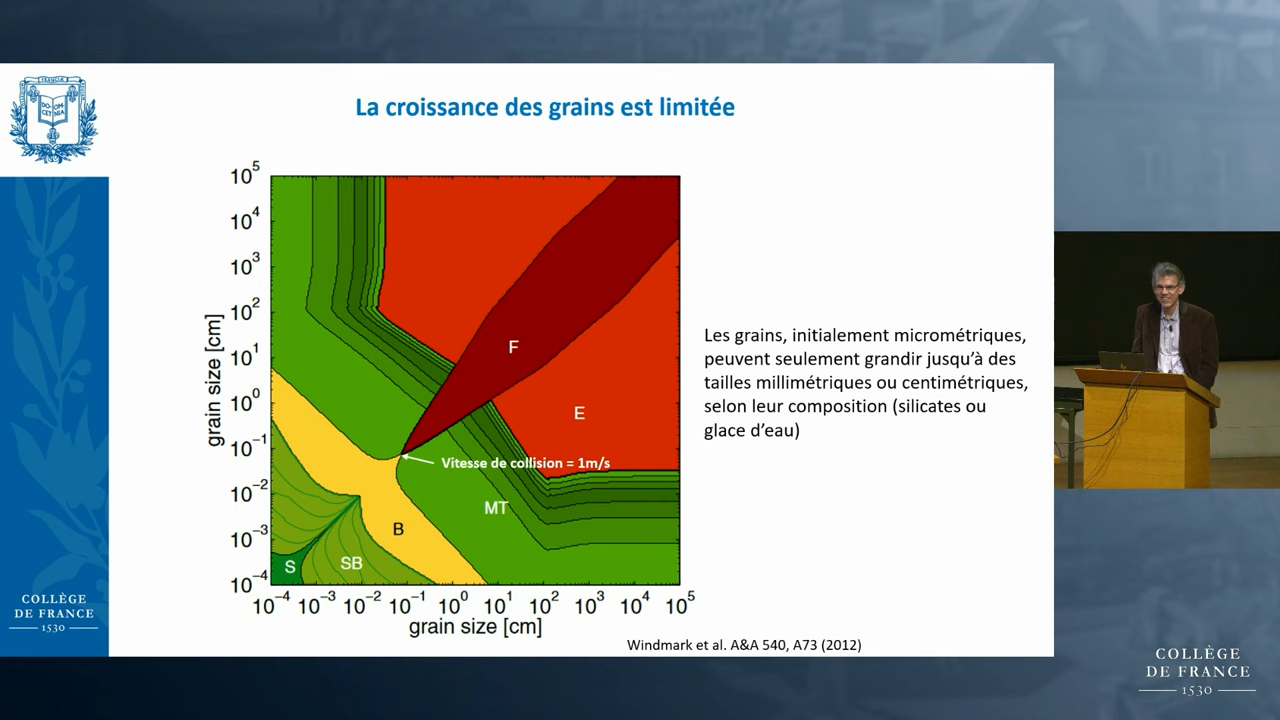 La croissance des grains est limitée
10^5
10^4
10^3
10^2
10^1
10^0
10^-1
10^-2
10^-3
10^-4
grain size [cm]
F
E
Vitesse de collision = 1m/s
MT
B
SB
S
10^-4 10^-3 10^-2 10^-1 10^0 10^1 10^2 10^3 10^4 10^5
grain size [cm]
Les grains, initialement micrométriques,
peuvent seulement grandir jusqu'à des
tailles millimétriques ou centimétriques,
selon leur composition (silicates ou
glace d'eau)
Windmark et al. A&A 540, A73 (2012)
COLLÈGE
DE FRANCE
1530
COLLÈGE
DE FRANCE
1530